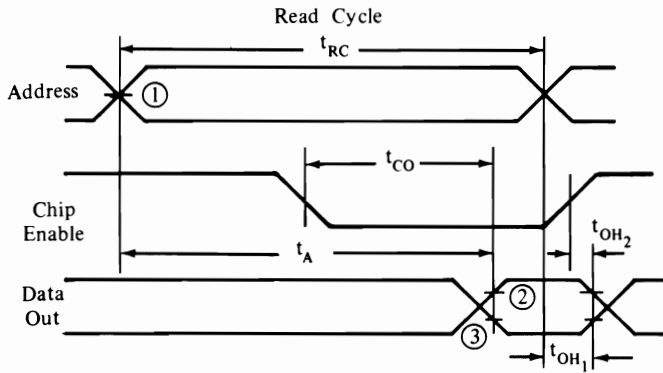 Read Cycle
t_RC
Address
①
t_CO
Chip
Enable
t_A
t_OH₂
Data
Out
②
③
t_OH₁